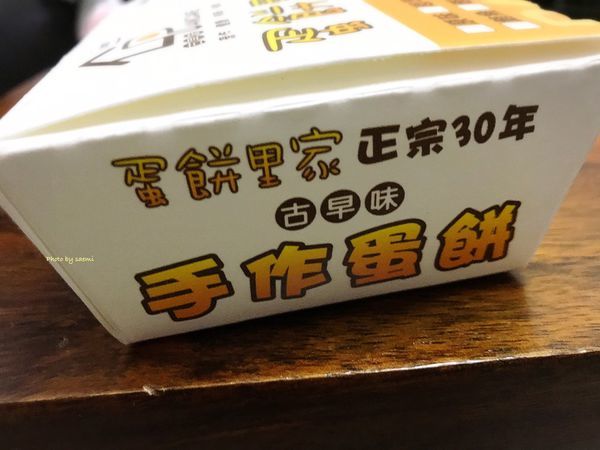 蛋餅里家 正宗30年
古早味
手作蛋餅
Photo by saemi